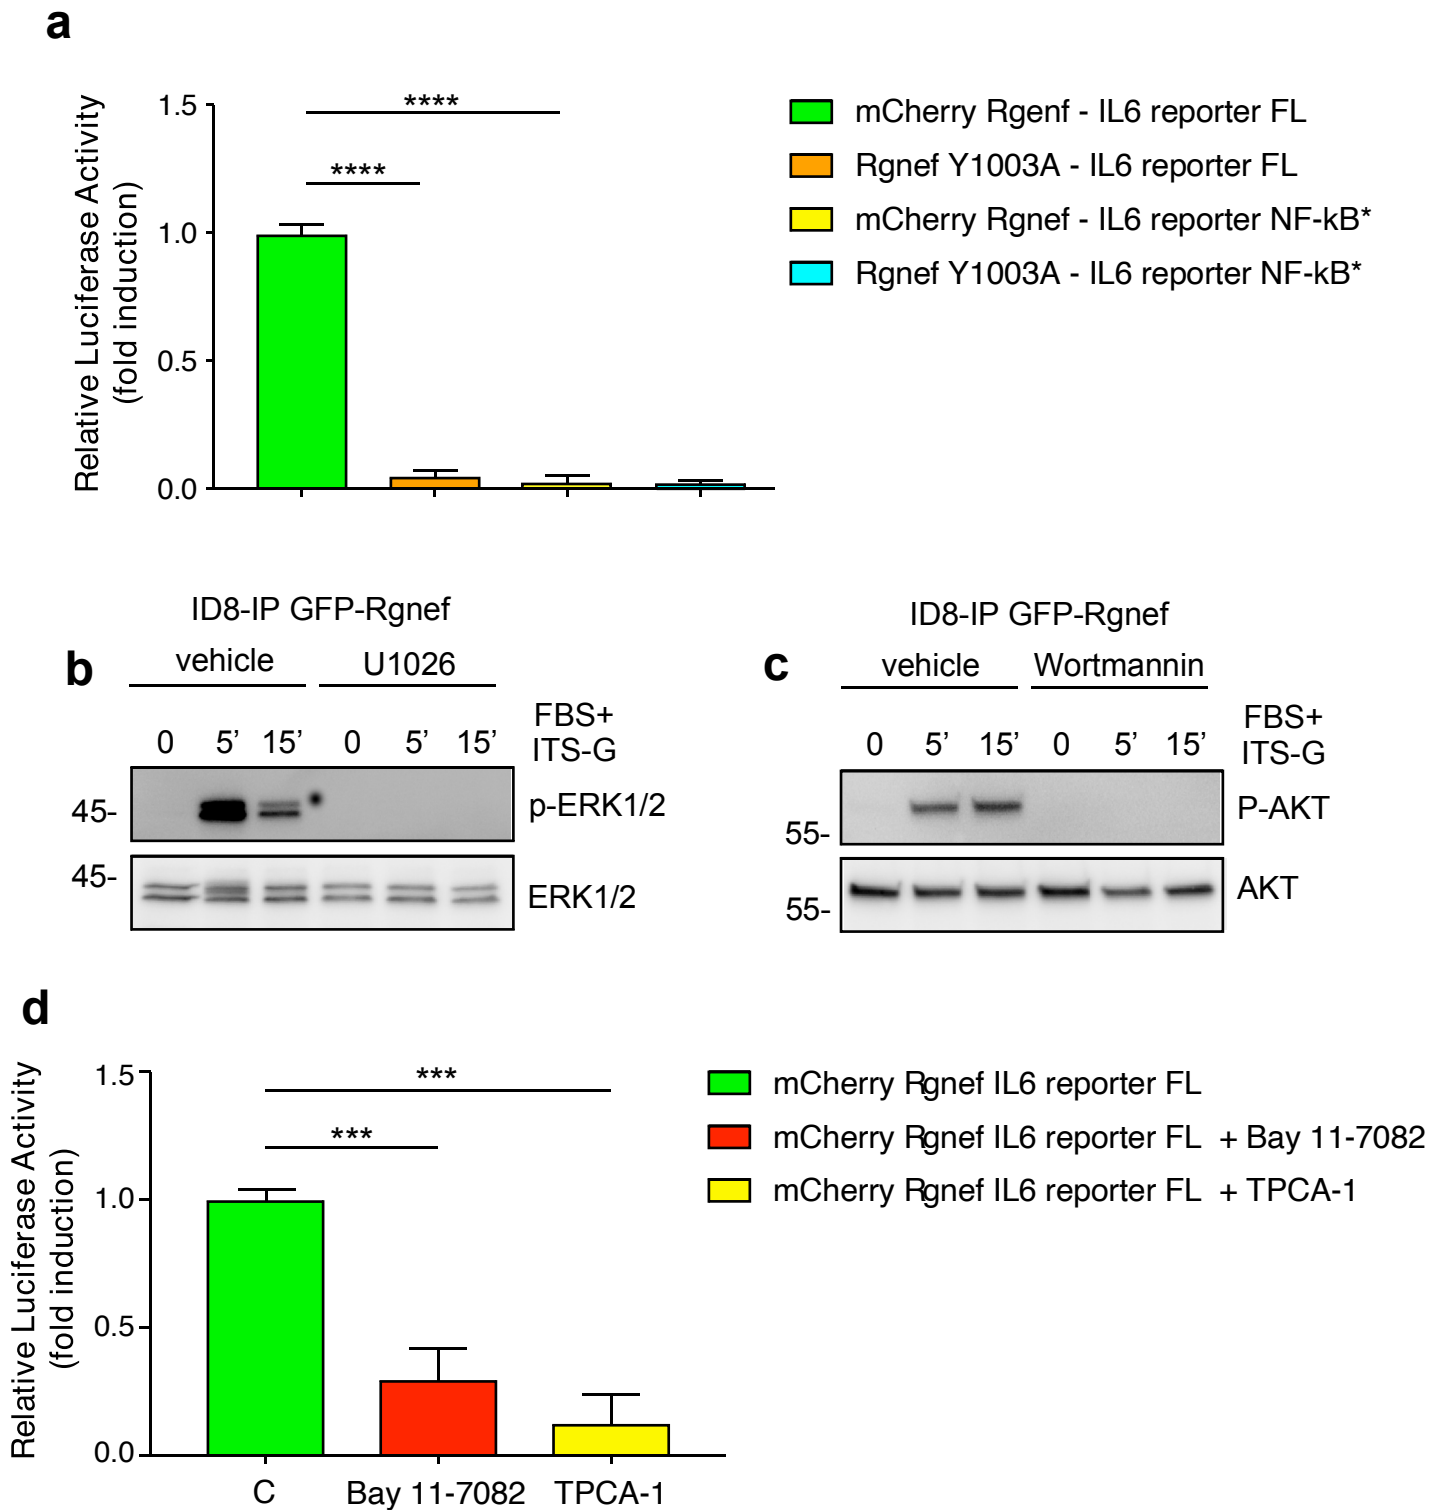 a
1.5
1.0
0.5
0.0
Relative Luciferase Activity
(fold induction)
****
****
mCherry Rgenf - IL6 reporter FL
Rgnef Y1003A - IL6 reporter FL
mCherry Rgnef - IL6 reporter NF-kB*
Rgnef Y1003A - IL6 reporter NF-kB*
b
ID8-IP GFP-Rgnef
vehicle
U1026
0 5’ 15’ 0 5’ 15’
FBS+
ITS-G
45-
p-ERK1/2
45-
ERK1/2
c
ID8-IP GFP-Rgnef
vehicle
Wortmannin
0 5’ 15’ 0 5’ 15’
FBS+
ITS-G
55-
P-AKT
55-
AKT
d
1.5
1.0
0.5
0.0
Relative Luciferase Activity
(fold induction)
***
***
C
Bay 11-7082
TPCA-1
mCherry Rgnef IL6 reporter FL
mCherry Rgnef IL6 reporter FL + Bay 11-7082
mCherry Rgnef IL6 reporter FL + TPCA-1